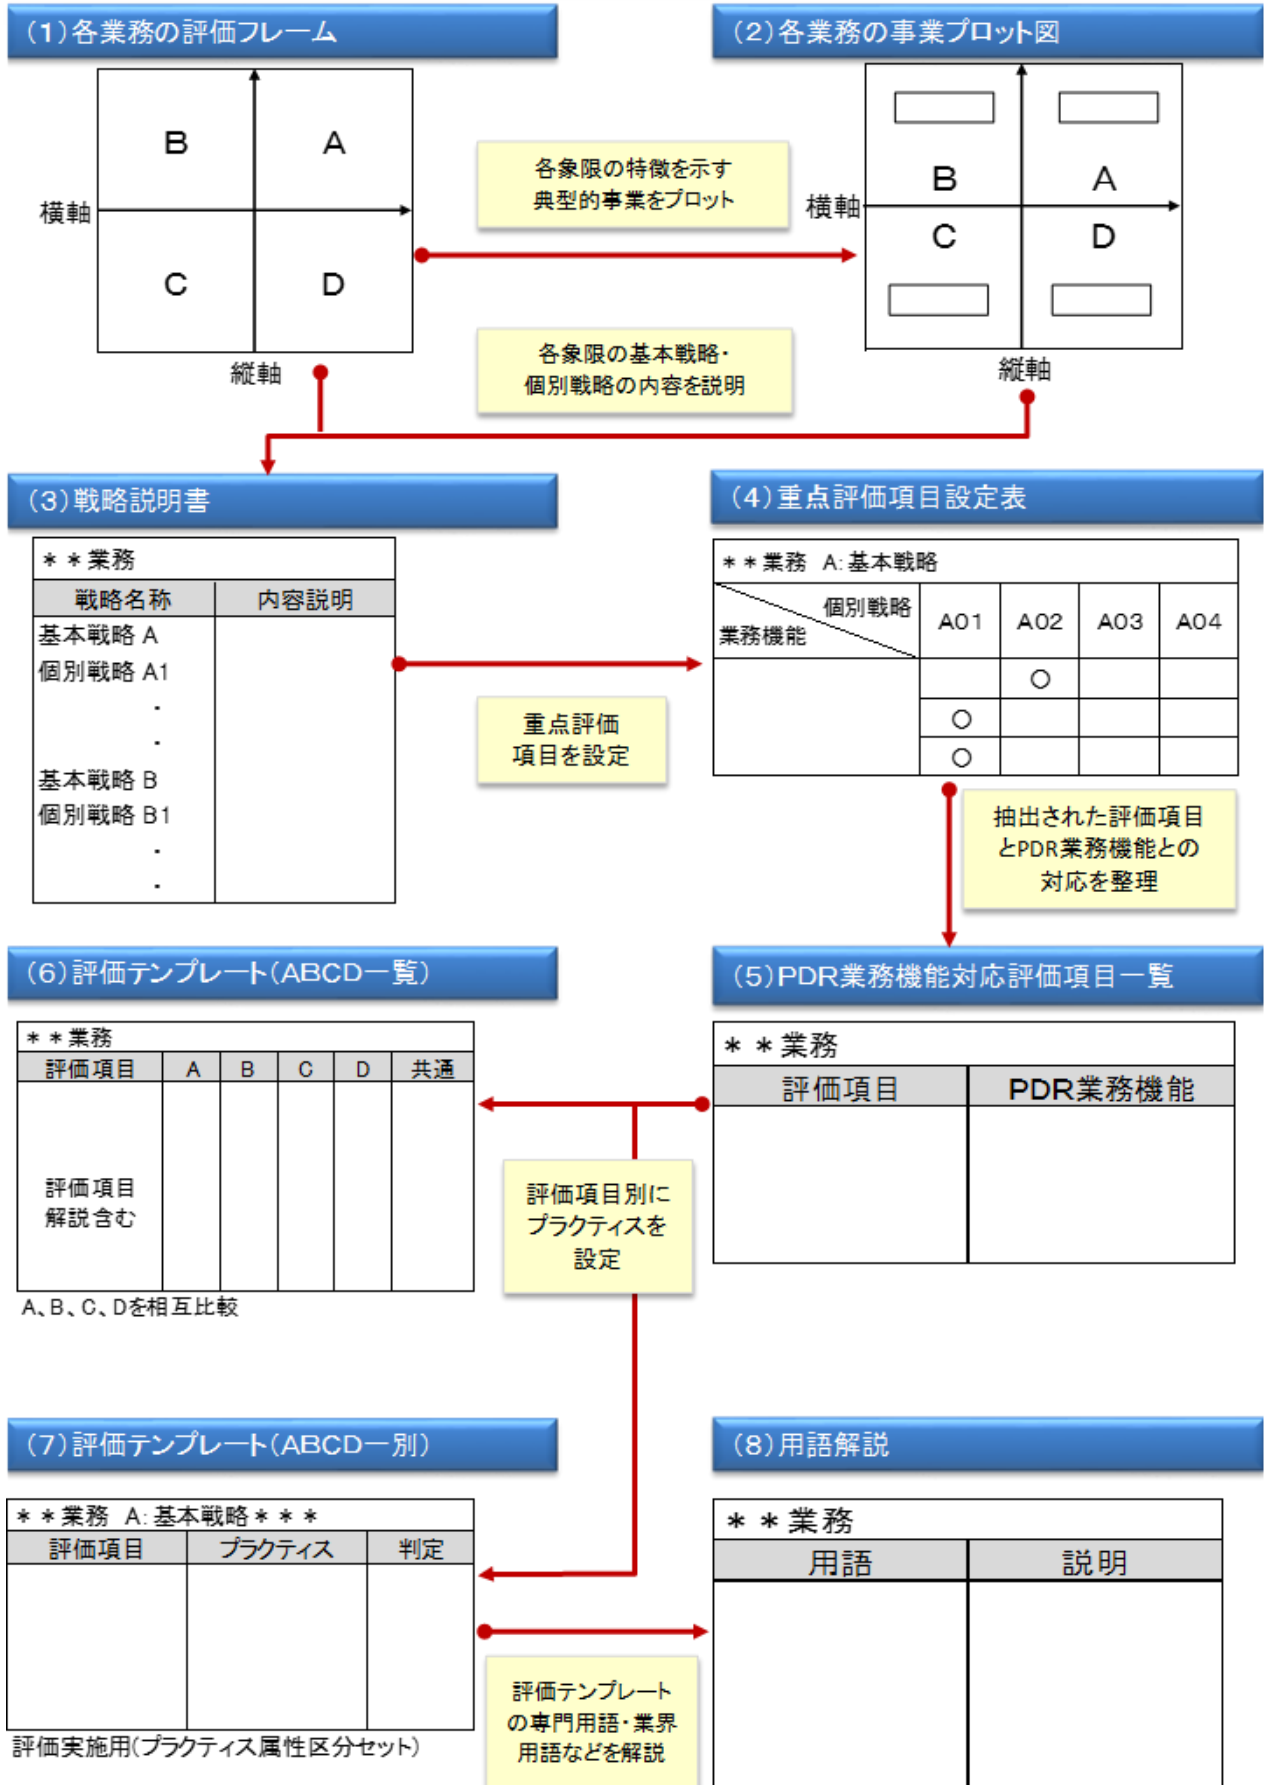 (1)各業務の評価フレーム
B
A
横軸
C
D
縦軸
各象限の特徴を示す
典型的事業をプロット
(2)各業務の事業プロット図
B
A
横軸
C
D
縦軸
各象限の基本戦略・
個別戦略の内容を説明
(3)戦略説明書
**業務
戦略名称 内容説明
基本戦略 A
個別戦略 A1
・
・
基本戦略 B
個別戦略 B1
・
・
重点評価
項目を設定
(4)重点評価項目設定表
**業務 A:基本戦略
個別戦略
業務機能
A01 A02 A03 A04
○
○
○
抽出された評価項目
とPDR業務機能との
対応を整理
(5)PDR業務機能対応評価項目一覧
**業務
評価項目 PDR業務機能
評価項目別に
プラクティスを
設定
(6)評価テンプレート(ABCD一覧)
**業務
評価項目 A B C D 共通
評価項目
解説含む
A、B、C、Dを相互比較
(7)評価テンプレート(ABCD一別)
**業務 A:基本戦略***
評価項目 プラクティス 判定
評価実施用(プラクティス属性区分セット)
評価テンプレート
の専門用語・業界
用語などを解説
(8)用語解説
**業務
用語 説明